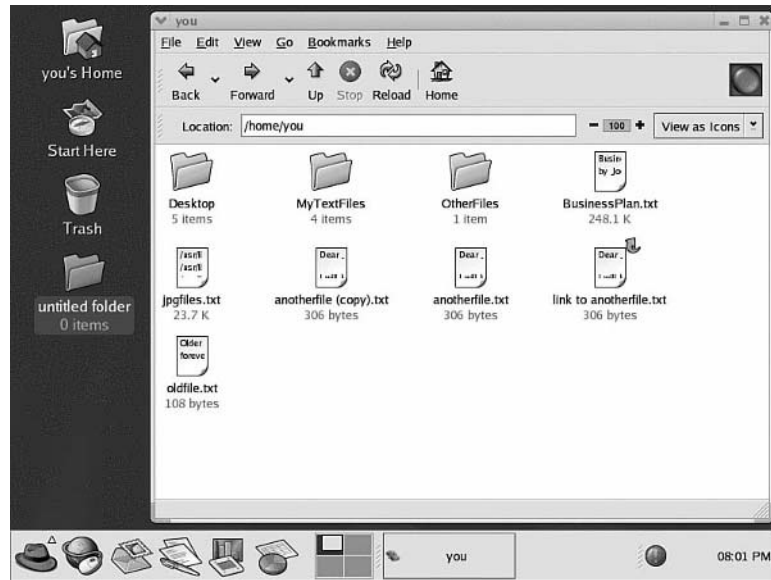 you
File Edit View Go Bookmarks Help
Back Forward Up Stop Reload Home
Location: /home/you 100 View as Icons
you's Home
Start Here
Trash
untitled folder
0 items
Desktop MyTextFiles OtherFiles BusinessPlan.txt
5 items 4 items 1 item 248.1 K
jpgfiles.txt anotherfile (copy).txt anotherfile.txt link to anotherfile.txt
23.7 K 306 bytes 306 bytes 306 bytes
Older
foreve
oldfile.txt
108 bytes
you 08:01 PM